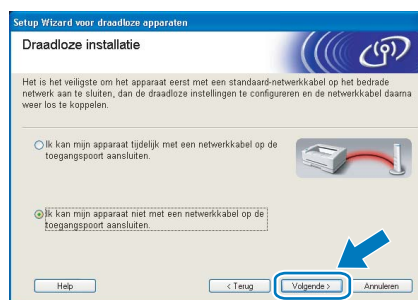 Setup Wizard voor draadloze apparaten
Draadloze installatie
Het is het veiligste om het apparaat eerst met een standaard-netwerkkabel op het bedrade
netwerk aan te sluiten, dan de draadloze instellingen te configureren en de netwerkkabel daarna
weer los te koppelen.
Ik kan mijn apparaat tijdelijk met een netwerkkabel op de
toegangspoort aansluiten.
Ik kan mijn apparaat niet met een netwerkkabel op de
toegangspoort aansluiten.
Help < Terug Volgende > Annuleren